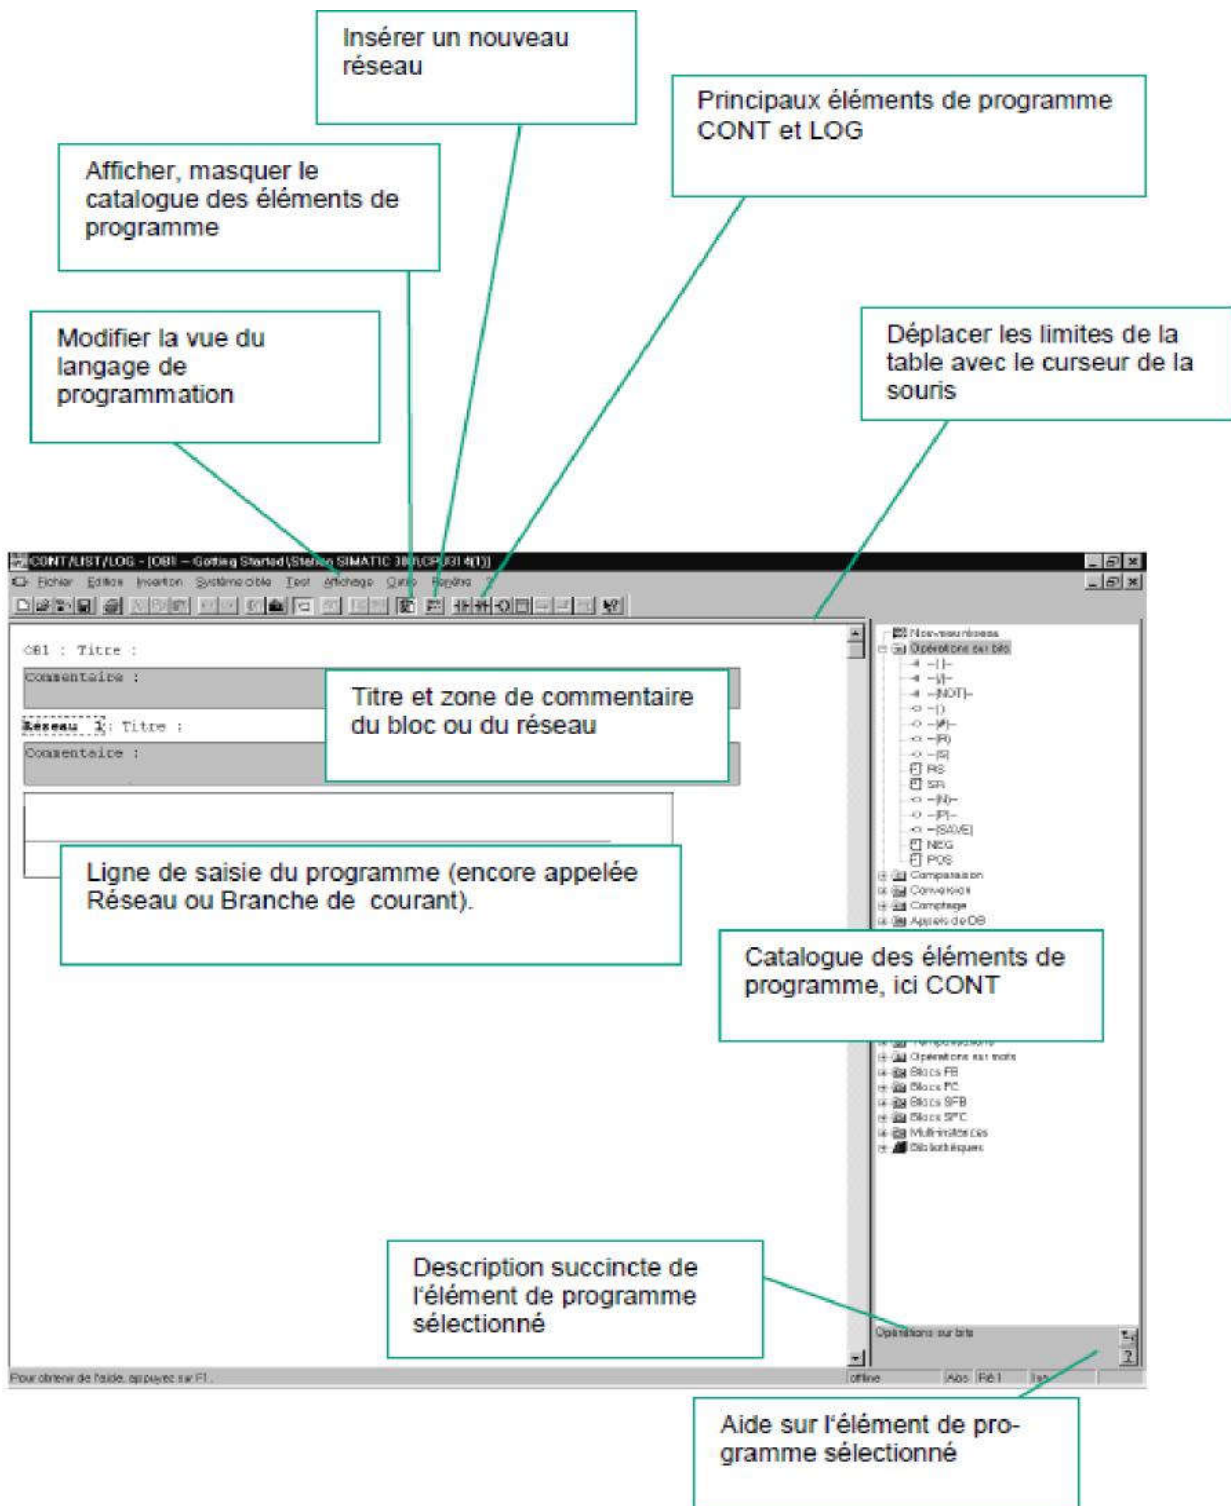 Insérer un nouveau
réseau
Principaux éléments de programme
CONT et LOG
Afficher, masquer le
catalogue des éléments de
programme
Modifier la vue du
langage de
programmation
Déplacer les limites de la
table avec le curseur de la
souris
CONT/LIST/LOG - [OB1 -- Getting Started\Station SIMATIC
Fichier Edition Insertion Système cible Test Affichage Outils Fenêtre ?
OB1 : Titre :
Commentaire :
Réseau 1: Titre :
Commentaire :
Titre et zone de commentaire
du bloc ou du réseau
Ligne de saisie du programme (encore appelée
Réseau ou Branche de courant).
Nouveau réseau
Opérations sur bits
--| |--
--|/|--
--|NOT|--
--( )
--(#)--
--(R)
--(S)
RS
SR
--(N)--
--(P)--
--(SAVE)
NEG
POS
Comparaison
Conversion
Comptage
Appels de DB
Catalogue des éléments de
programme, ici CONT
Temporisations
Opérations sur mots
Blocs FB
Blocs FC
Blocs SFB
Blocs SFC
Multi-instances
Bibliothèques
Description succincte de
l'élément de programme
sélectionné
Opérations sur bits
Pour obtenir de l'aide, appuyez sur F1.
offline Abs Ré 1
Aide sur l'élément de pro-
gramme sélectionné